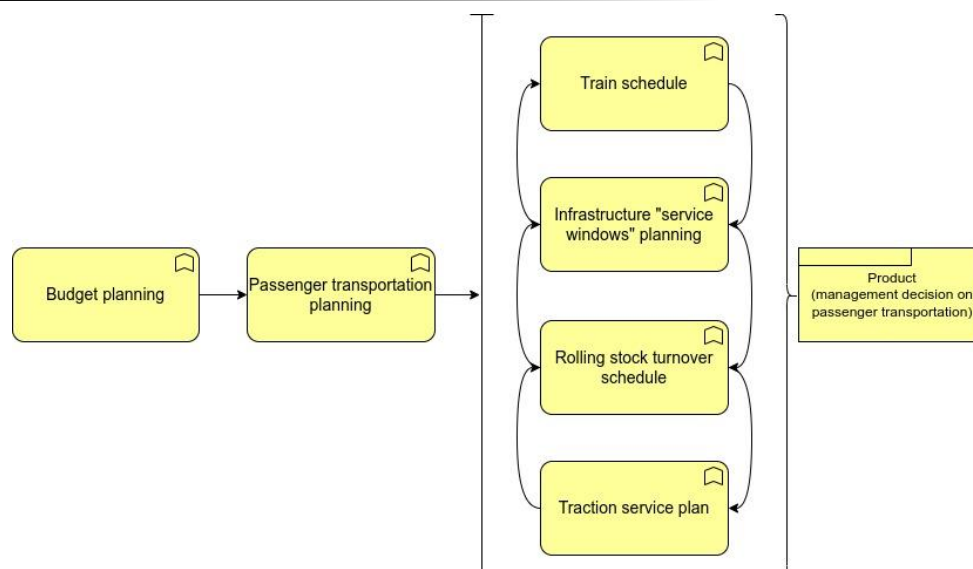 Train schedule
Infrastructure "service
windows" planning
Budget planning
Passenger transportation
planning
Product
(management decision on
passenger transportation)
Rolling stock turnover
schedule
Traction service plan